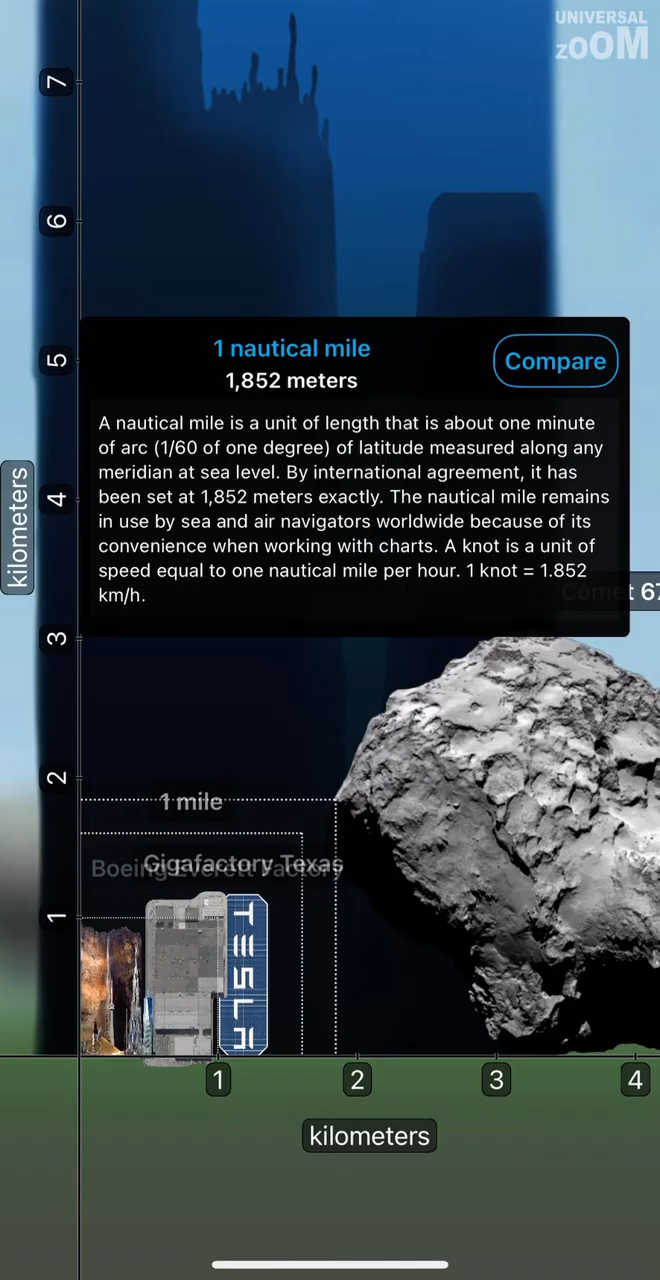 UNIVERSAL
ZOOM
7
6
5
4
3
2
1
kilometers
1 nautical mile
1,852 meters
Compare
A nautical mile is a unit of length that is about one minute
of arc (1/60 of one degree) of latitude measured along any
meridian at sea level. By international agreement, it has
been set at 1,852 meters exactly. The nautical mile remains
in use by sea and air navigators worldwide because of its
convenience when working with charts. A knot is a unit of
speed equal to one nautical mile per hour. 1 knot = 1.852
km/h.
Comet 67
1 mile
Gigafactory Texas
Boeing Everett Factory
TESLA
1
2
3
4
kilometers